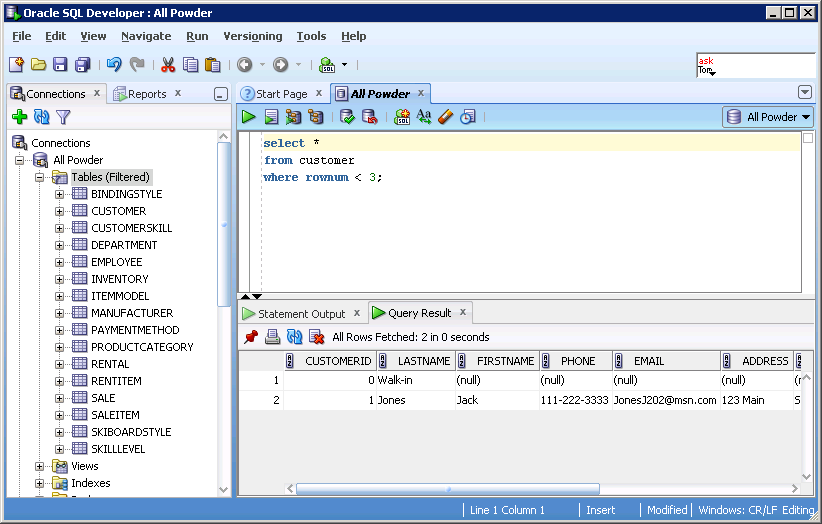 Oracle SQL Developer : All Powder
File Edit View Navigate Run Versioning Tools Help
ask
Tom
Connections Reports
Start Page All Powder
All Powder
Connections
All Powder
Tables (Filtered)
BINDINGSTYLE
CUSTOMER
CUSTOMERSKILL
DEPARTMENT
EMPLOYEE
INVENTORY
ITEMMODEL
MANUFACTURER
PAYMENTMETHOD
PRODUCTCATEGORY
RENTAL
RENTITEM
SALE
SALEITEM
SKIBOARDSTYLE
SKILLLEVEL
Views
Indexes
select *
from customer
where rownum < 3;
Statement Output Query Result
SQL
All Rows Fetched: 2 in 0 seconds
CUSTOMERID LASTNAME FIRSTNAME PHONE EMAIL ADDRESS
1 0 Walk-in (null) (null) (null) (null) (n
2 1 Jones Jack 111-222-3333 JonesJ202@msn.com 123 Main S
Line 1 Column 1 Insert Modified Windows: CR/LF Editing